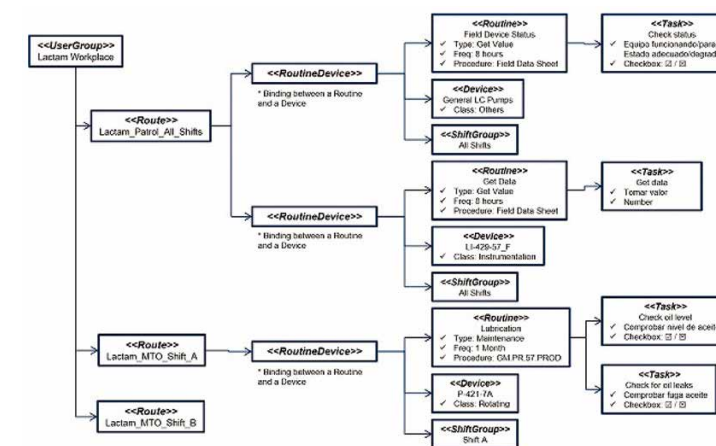 <<UserGroup>>
Lactam Workplace
<<Route>>
Lactam_Patrol_All_Shifts
<<RoutineDevice>>
* Binding between a Routine
and a Device
<<Routine>>
Field Device Status
✓ Type: Get Value
✓ Freq: 8 hours
✓ Procedure: Field Data Sheet
<<Task>>
Check status
✓ Equipo funcionando/para
Estado adecuado/degrad
✓ Checkbox: ☑ / ☒
<<Device>>
General LC Pumps
✓ Class: Others
<<ShiftGroup>>
All Shifts
<<RoutineDevice>>
* Binding between a Routine
and a Device
<<Routine>>
Get Data
✓ Type: Get Value
✓ Freq: 8 hours
✓ Procedure: Field Data Sheet
<<Task>>
Get data
✓ Tomar valor
✓ Number
<<Device>>
LI-429-57_F
✓ Class: Instrumentation
<<ShiftGroup>>
All Shifts
<<Route>>
Lactam_MTO_Shift_A
<<RoutineDevice>>
* Binding between a Routine
and a Device
<<Routine>>
Lubrication
✓ Type: Maintenance
✓ Freq: 1 Month
✓ Procedure: GM.PR.57.PROD
<<Task>>
Check oil level
✓ Comprobar nivel de aceite
✓ Checkbox: ☑ / ☒
<<Task>>
Check for oil leaks
✓ Comprobar fuga aceite
✓ Checkbox: ☑ / ☒
<<Device>>
P-421-7A
✓ Class: Rotating
<<ShiftGroup>>
Shift A
<<Route>>
Lactam_MTO_Shift_B